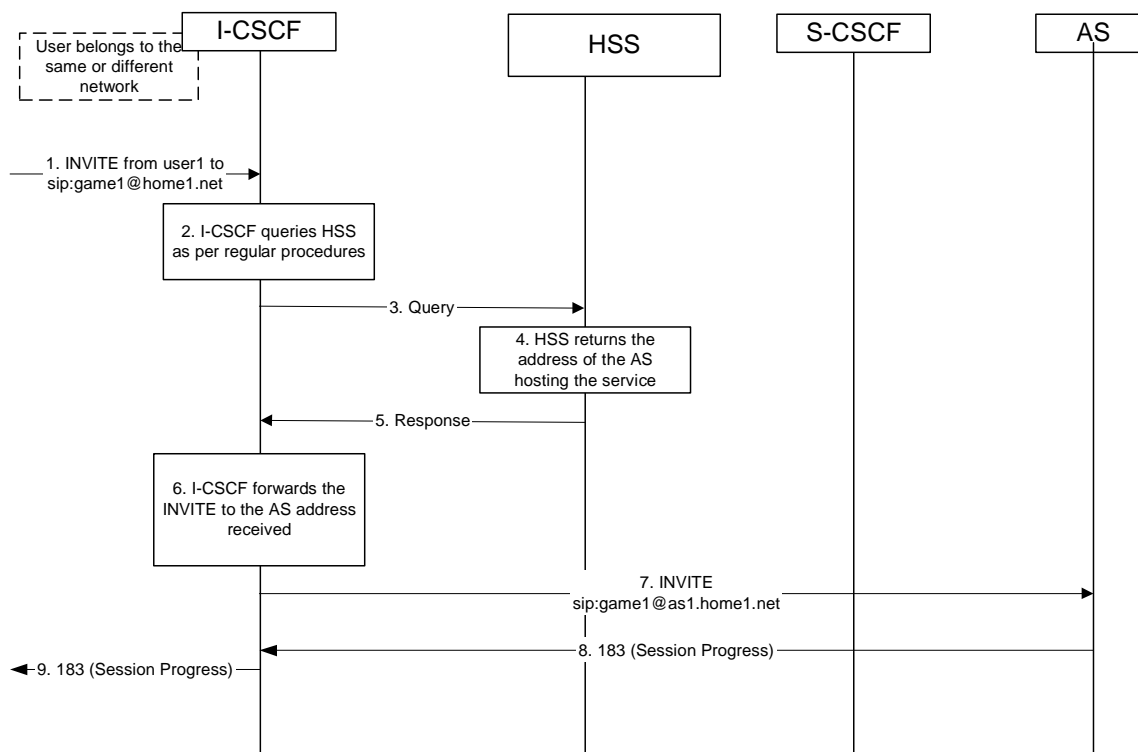 I-CSCF
HSS
S-CSCF
AS
User belongs to the
same or different
network
1. INVITE from user1 to
sip:game1@home1.net
2. I-CSCF queries HSS
as per regular procedures
3. Query
4. HSS returns the
address of the AS
hosting the service
5. Response
6. I-CSCF forwards the
INVITE to the AS address
received
7. INVITE
sip:game1@as1.home1.net
8. 183 (Session Progress)
9. 183 (Session Progress)